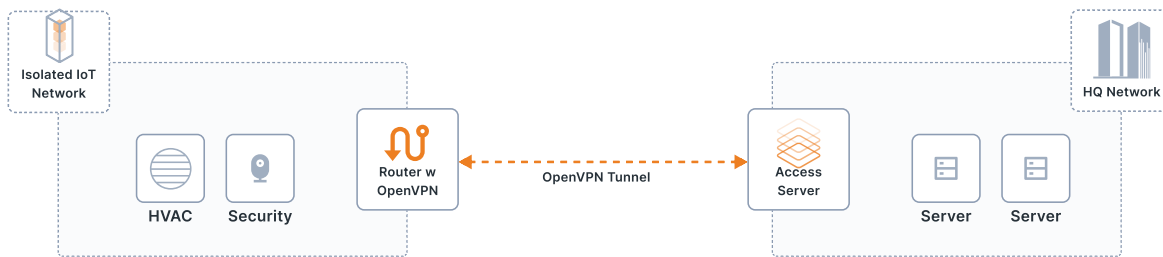 Isolated IoT
Network
HQ Network
Router w
OpenVPN
OpenVPN Tunnel
Access
Server
HVAC
Security
Server
Server